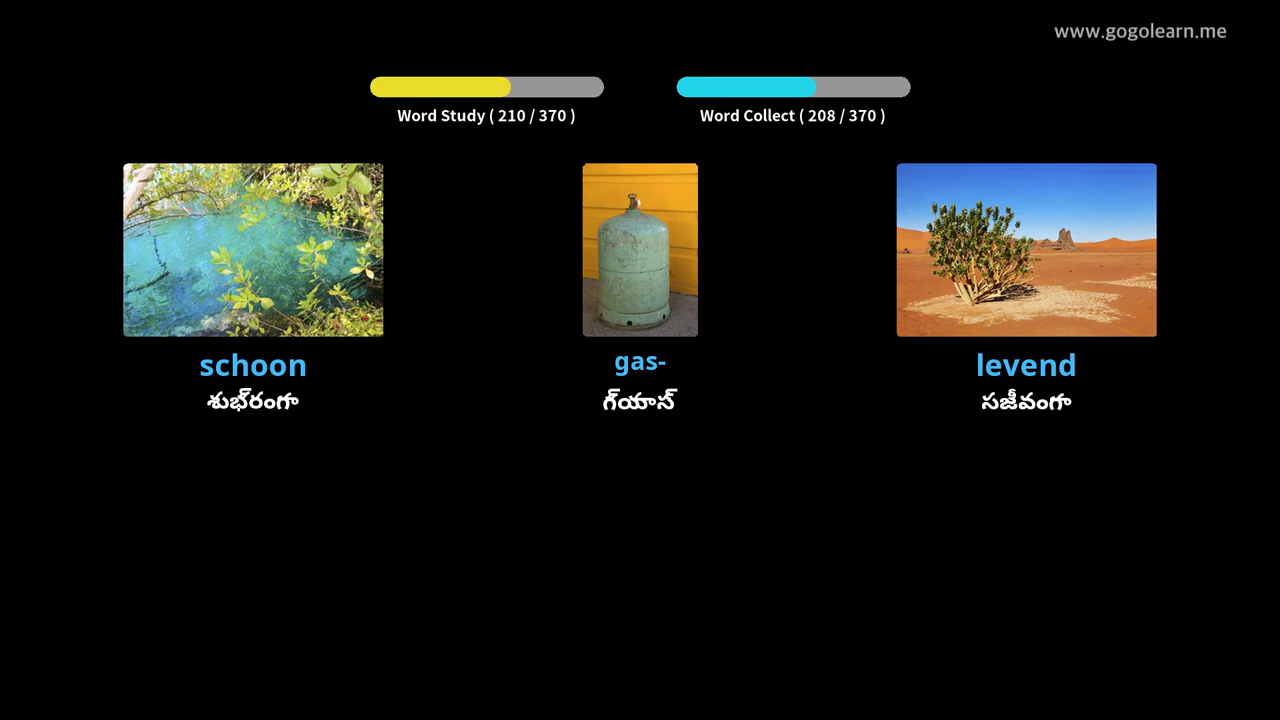 www.gogolearn.me
Word Study ( 210 / 370 )
Word Collect ( 208 / 370 )
schoon
gas-
levend
శుభ్‌రంగా
గ్‌యాస్
సజీవంగా